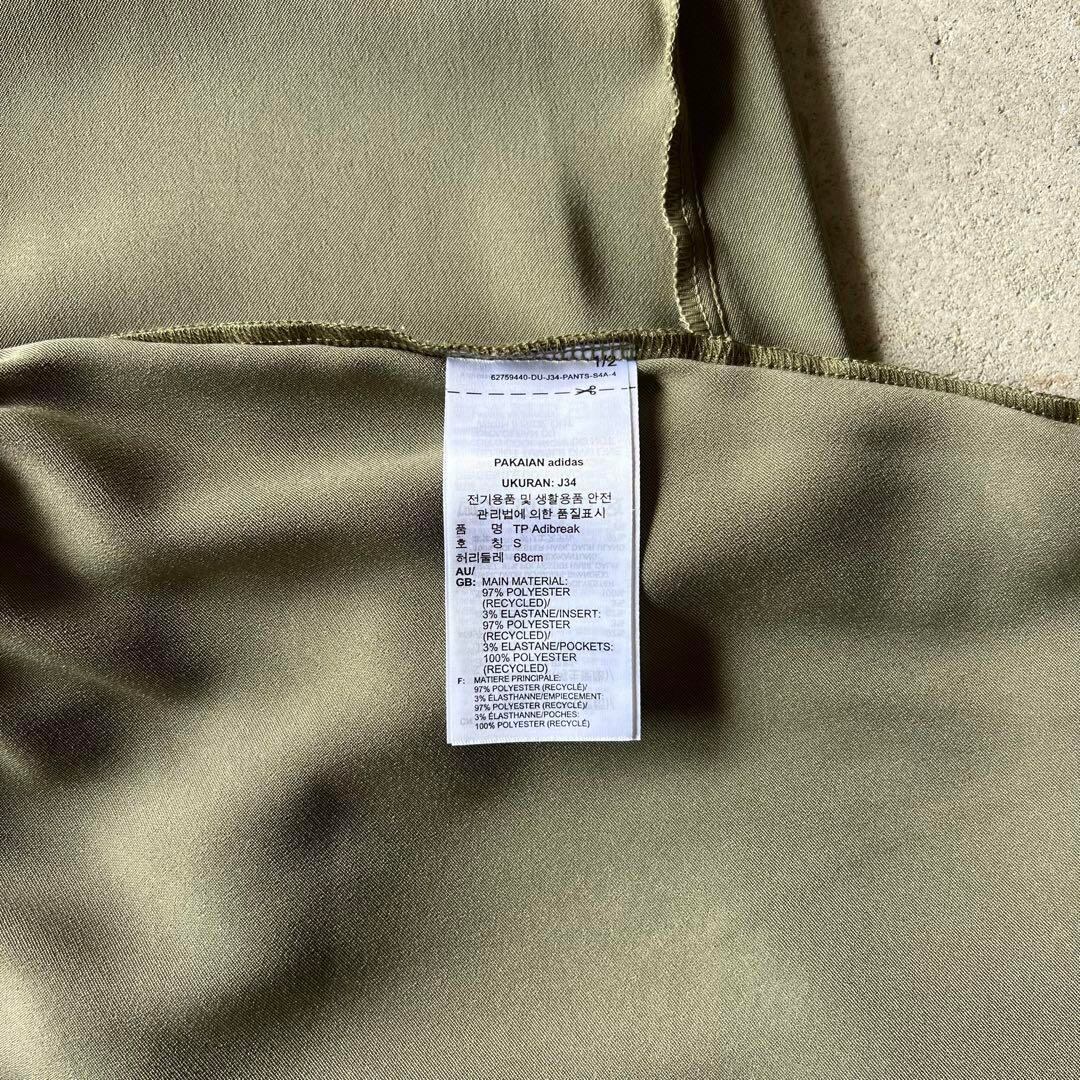 1/2
62759440-DU-J34-PANTS-S4A-4
PAKAIAN adidas
UKURAN: J34
전기용품 및 생활용품 안전
관리법에 의한 품질표시
품 명 TP Adibreak
호 칭 S
허리둘레 68cm
AU/
GB: MAIN MATERIAL:
97% POLYESTER
(RECYCLED)/
3% ELASTANE/INSERT:
97% POLYESTER
(RECYCLED)/
3% ELASTANE/POCKETS:
100% POLYESTER
(RECYCLED)
F: MATIERE PRINCIPALE:
97% POLYESTER (RECYCLÉ)/
3% ÉLASTHANNE/EMPIECEMENT:
97% POLYESTER (RECYCLÉ)/
3% ÉLASTHANNE/POCHES:
100% POLYESTER (RECYCLÉ)